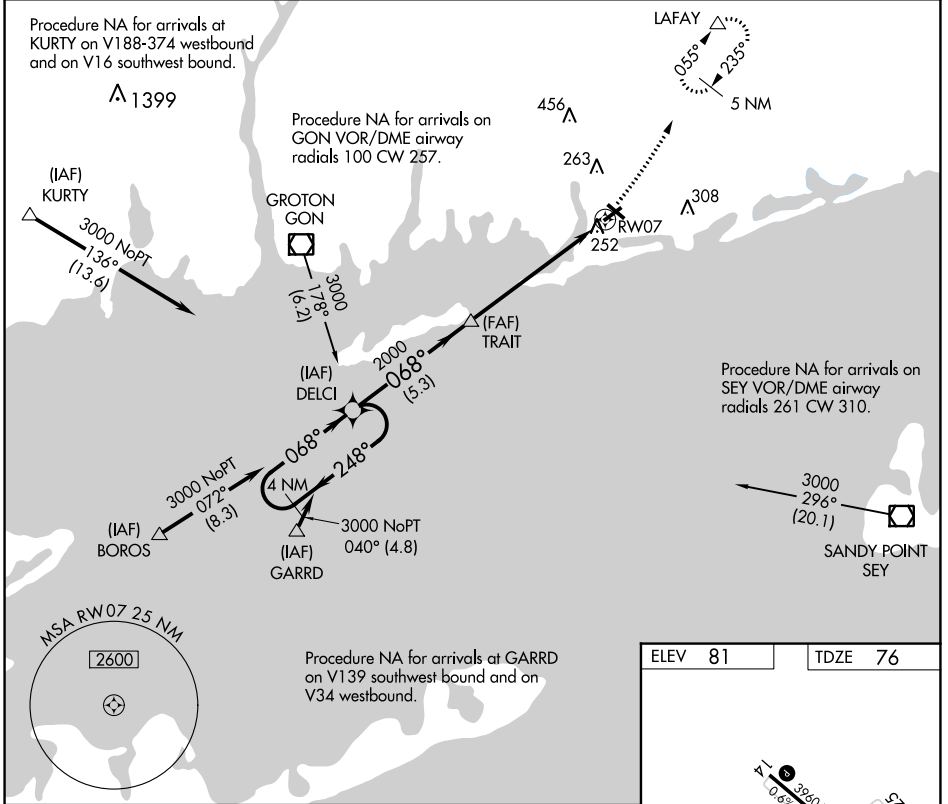 Procedure NA for arrivals at
KURTY on V188-374 westbound
and on V16 southwest bound.
1399
LAFAY
055°
235°
5 NM
456
Procedure NA for arrivals on
GON VOR/DME airway
radials 100 CW 257.
263
308
(IAF)
KURTY
3000 NoPT
136°
(13.6)
GROTON
GON
3000
178°
(6.2)
RW07
252
(FAF)
TRAIT
2000
068°
(5.3)
(IAF)
DELCI
Procedure NA for arrivals on
SEY VOR/DME airway
radials 261 CW 310.
068°
248°
4 NM
3000 NoPT
072°
(8.3)
(IAF)
BOROS
3000 NoPT
040° (4.8)
(IAF)
GARRD
3000
296°
(20.1)
SANDY POINT
SEY
MSA RW07 25 NM
2600
Procedure NA for arrivals at GARRD
on V139 southwest bound and on
V34 westbound.
ELEV 81
TDZE 76
14
P
0.6%
3960
25